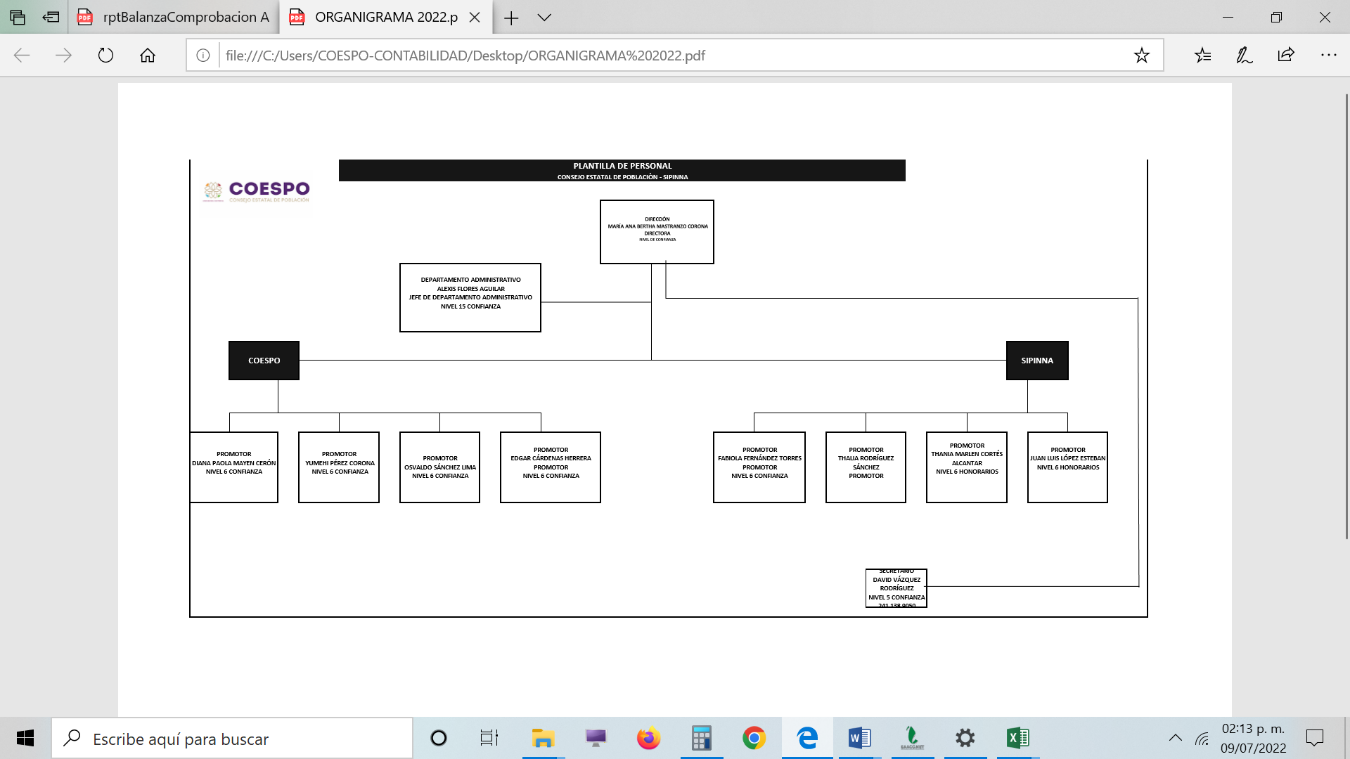 rptBalanzaComprobacion A
ORGANIGRAMA 2022.p
file:///C:/Users/COESPO-CONTABILIDAD/Desktop/ORGANIGRAMA%202022.pdf
PLANTILLA DE PERSONAL
CONSEJO ESTATAL DE POBLACIÓN - SIPINNA
COESPO
CONSEJO ESTATAL DE POBLACIÓN
DIRECCIÓN
MARÍA ANA BERTHA MASTRANZO CORONA
DIRECTORA
NIVEL DE CONFIANZA
DEPARTAMENTO ADMINISTRATIVO
ALEXIS FLORES AGUILAR
JEFE DE DEPARTAMENTO ADMINISTRATIVO
NIVEL 15 CONFIANZA
COESPO
SIPINNA
PROMOTOR
DIANA PAOLA MAYEN CERÓN
NIVEL 6 CONFIANZA
PROMOTOR
YUMEHI PÉREZ CORONA
NIVEL 6 CONFIANZA
PROMOTOR
OSVALDO SÁNCHEZ LIMA
NIVEL 6 CONFIANZA
PROMOTOR
EDGAR CÁRDENAS HERRERA
PROMOTOR
NIVEL 6 CONFIANZA
PROMOTOR
FABIOLA FERNÁNDEZ TORRES
PROMOTOR
NIVEL 6 CONFIANZA
PROMOTOR
THALIA RODRÍGUEZ
SÁNCHEZ
PROMOTOR
PROMOTOR
THANIA MARLEN CORTÉS
ALCANTAR
NIVEL 6 HONORARIOS
PROMOTOR
JUAN LUIS LÓPEZ ESTEBAN
NIVEL 6 HONORARIOS
SECRETARIO
DAVID VÁZQUEZ
RODRÍGUEZ
NIVEL 5 CONFIANZA
Escribe aquí para buscar
02:13 p. m.
09/07/2022